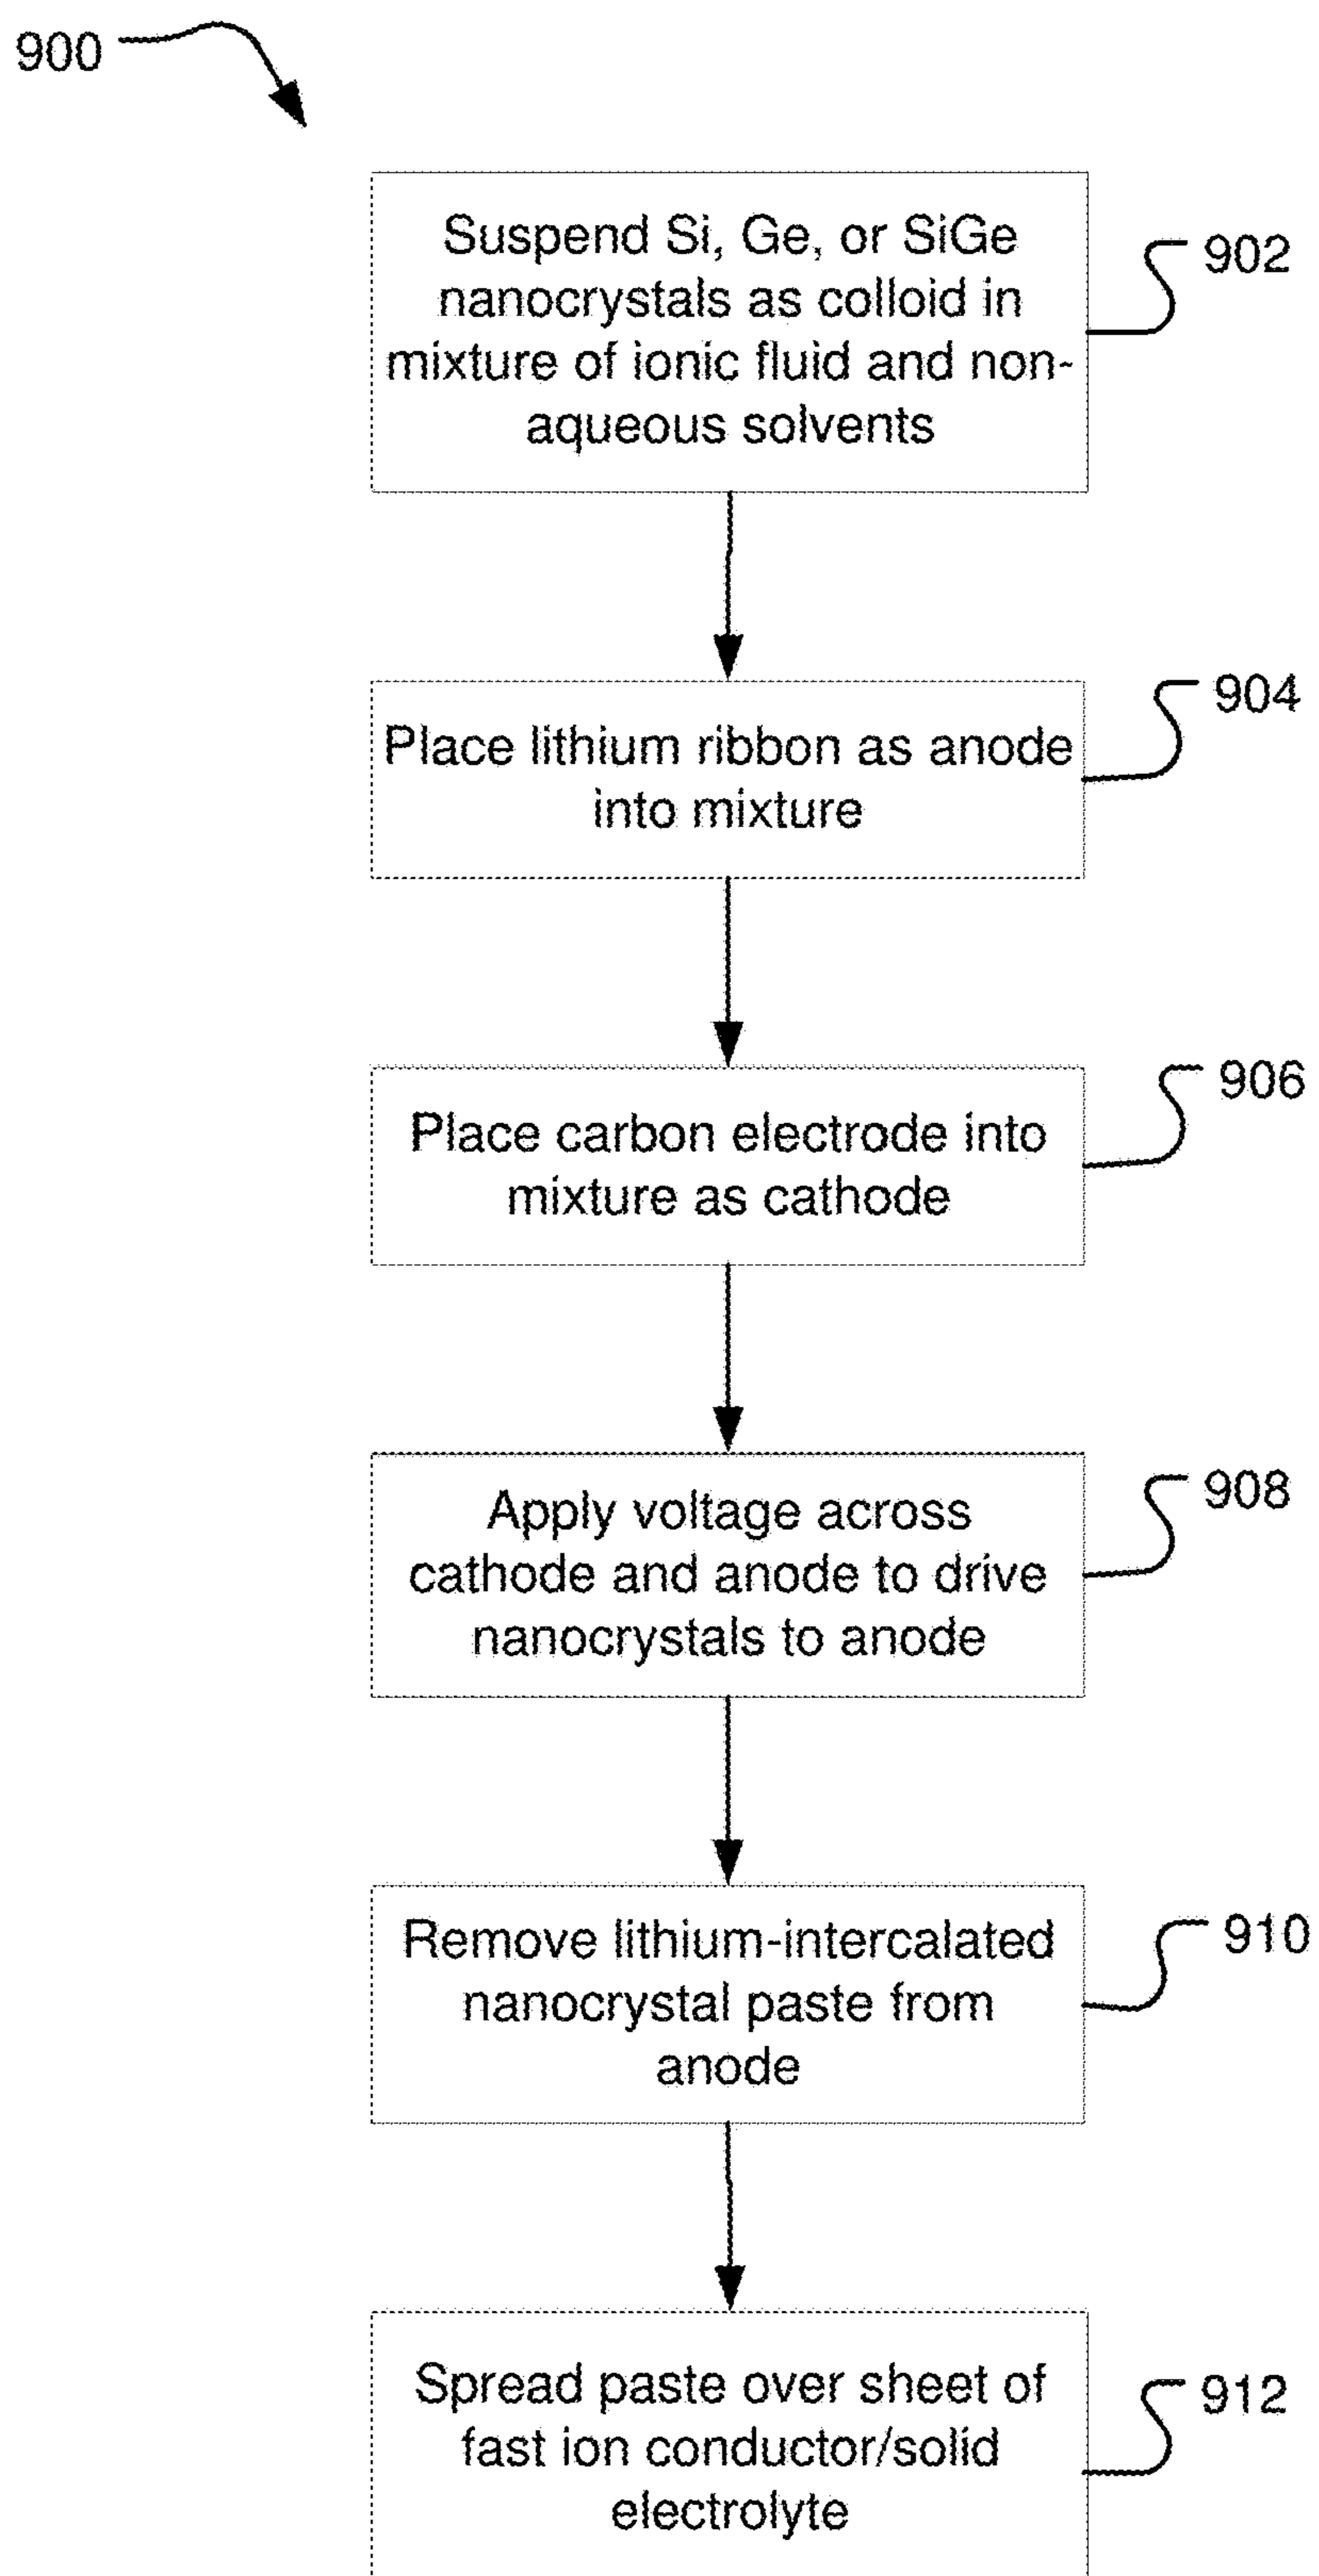 900
Suspend Si, Ge, or SiGe
nanocrystals as colloid in
mixture of ionic fluid and non-
aqueous solvents
902
Place lithium ribbon as anode
into mixture
904
Place carbon electrode into
mixture as cathode
906
Apply voltage across
cathode and anode to drive
nanocrystals to anode
908
Remove lithium-intercalated
nanocrystal paste from
anode
910
Spread paste over sheet of
fast ion conductor/solid
electrolyte
912